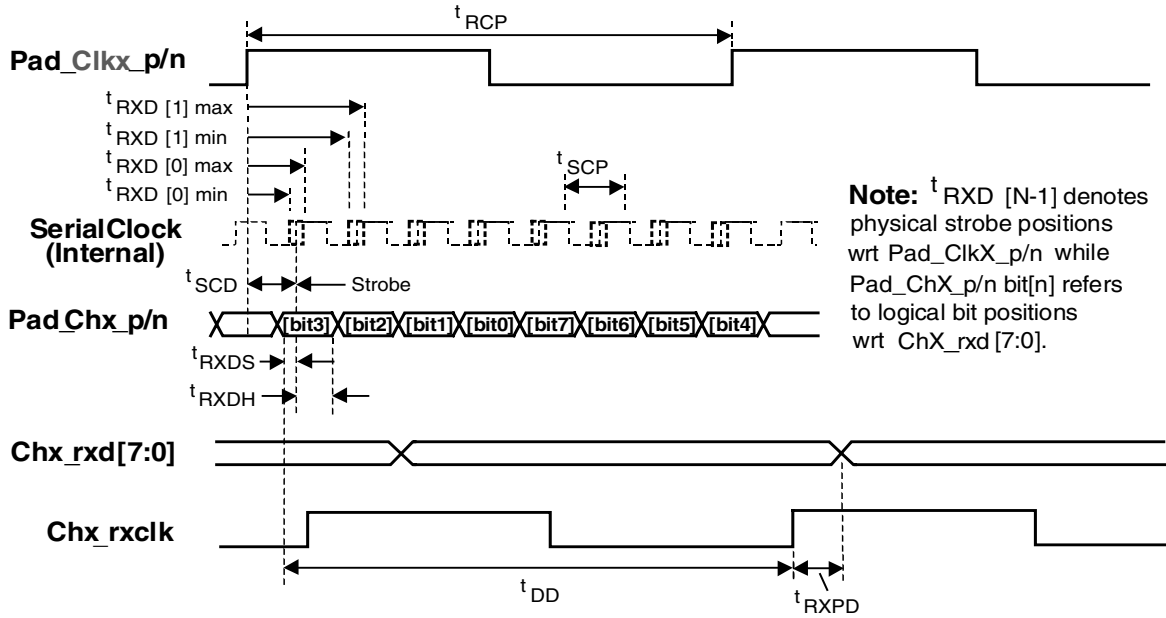 t RCP
Pad_Clkx_p/n
t RXD [1] max
t RXD [1] min
t RXD [0] max
t RXD [0] min
t SCP
Note: t RXD [N-1] denotes
physical strobe positions
wrt Pad_ClkX_p/n while
Pad_ChX_p/n bit[n] refers
to logical bit positions
wrt ChX_rxd [7:0].
Serial Clock
(Internal)
t SCD
Strobe
Pad_Chx_p/n
[bit3] [bit2] [bit1] [bit0] [bit7] [bit6] [bit5] [bit4]
t RXDS
t RXDH
Chx_rxd[7:0]
Chx_rxclk
t DD
t RXPD